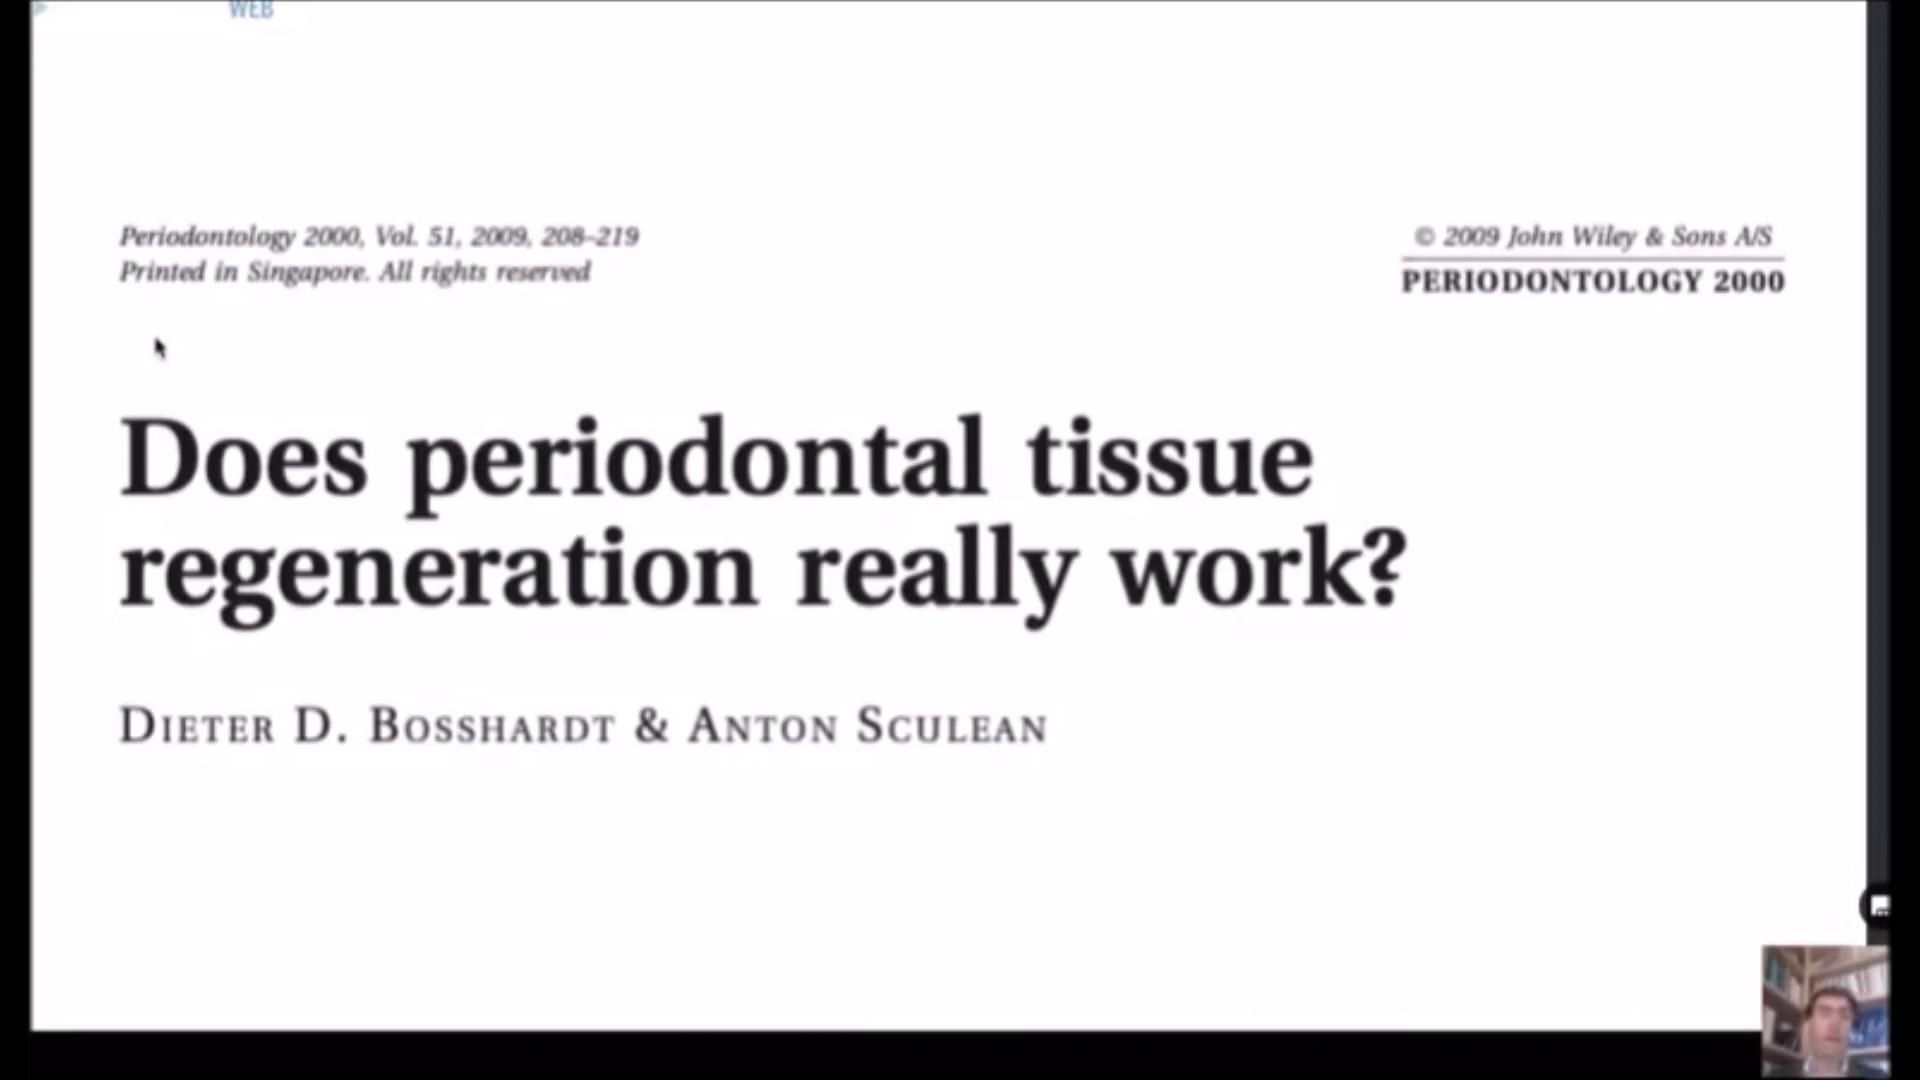 WEB
Periodontology 2000, Vol. 51, 2009, 208–219
Printed in Singapore. All rights reserved
© 2009 John Wiley & Sons A/S
PERIODONTOLOGY 2000
Does periodontal tissue
regeneration really work?
DIETER D. BOSSHARDT & ANTON SCULEAN